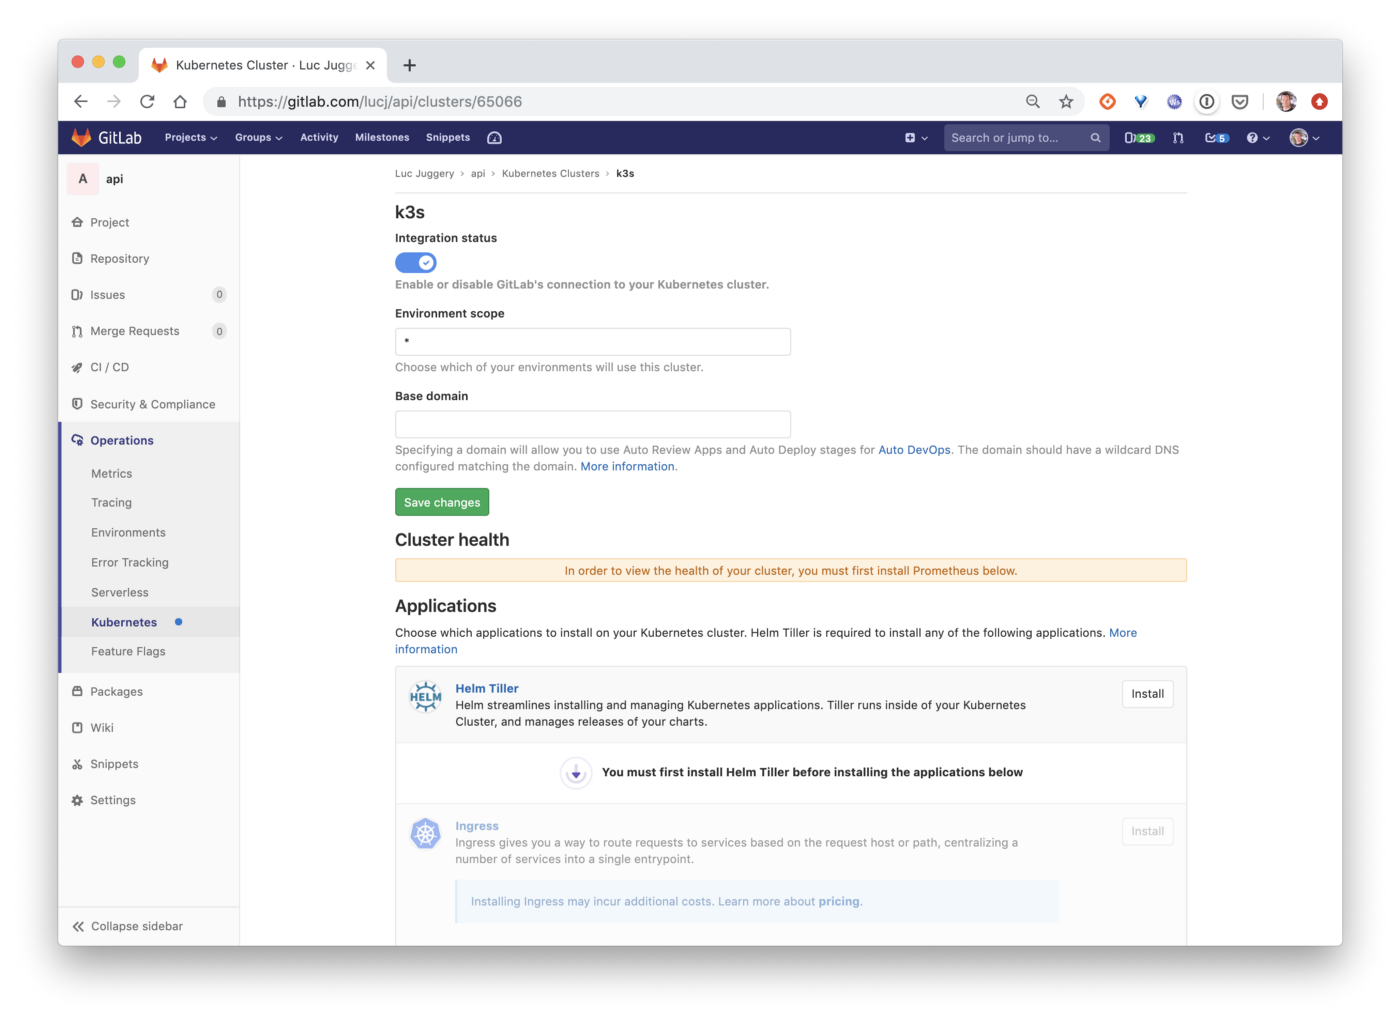 Kubernetes Cluster · Luc Jugge
https://gitlab.com/lucj/api/clusters/65066
GitLab
Projects
Groups
Activity
Milestones
Snippets
Search or jump to...
23
5
A
api
Project
Repository
Issues
0
Merge Requests
0
CI / CD
Security & Compliance
Operations
Metrics
Tracing
Environments
Error Tracking
Serverless
Kubernetes
Feature Flags
Packages
Wiki
Snippets
Settings
Collapse sidebar
Luc Juggery > api > Kubernetes Clusters > k3s
k3s
Integration status
Enable or disable GitLab's connection to your Kubernetes cluster.
Environment scope
*
Choose which of your environments will use this cluster.
Base domain
Specifying a domain will allow you to use Auto Review Apps and Auto Deploy stages for Auto DevOps. The domain should have a wildcard DNS
configured matching the domain. More information.
Save changes
Cluster health
In order to view the health of your cluster, you must first install Prometheus below.
Applications
Choose which applications to install on your Kubernetes cluster. Helm Tiller is required to install any of the following applications. More
information
HELM
Helm Tiller
Install
Helm streamlines installing and managing Kubernetes applications. Tiller runs inside of your Kubernetes
Cluster, and manages releases of your charts.
You must first install Helm Tiller before installing the applications below
Ingress
Install
Ingress gives you a way to route requests to services based on the request host or path, centralizing a
number of services into a single entrypoint.
Installing Ingress may incur additional costs. Learn more about pricing.